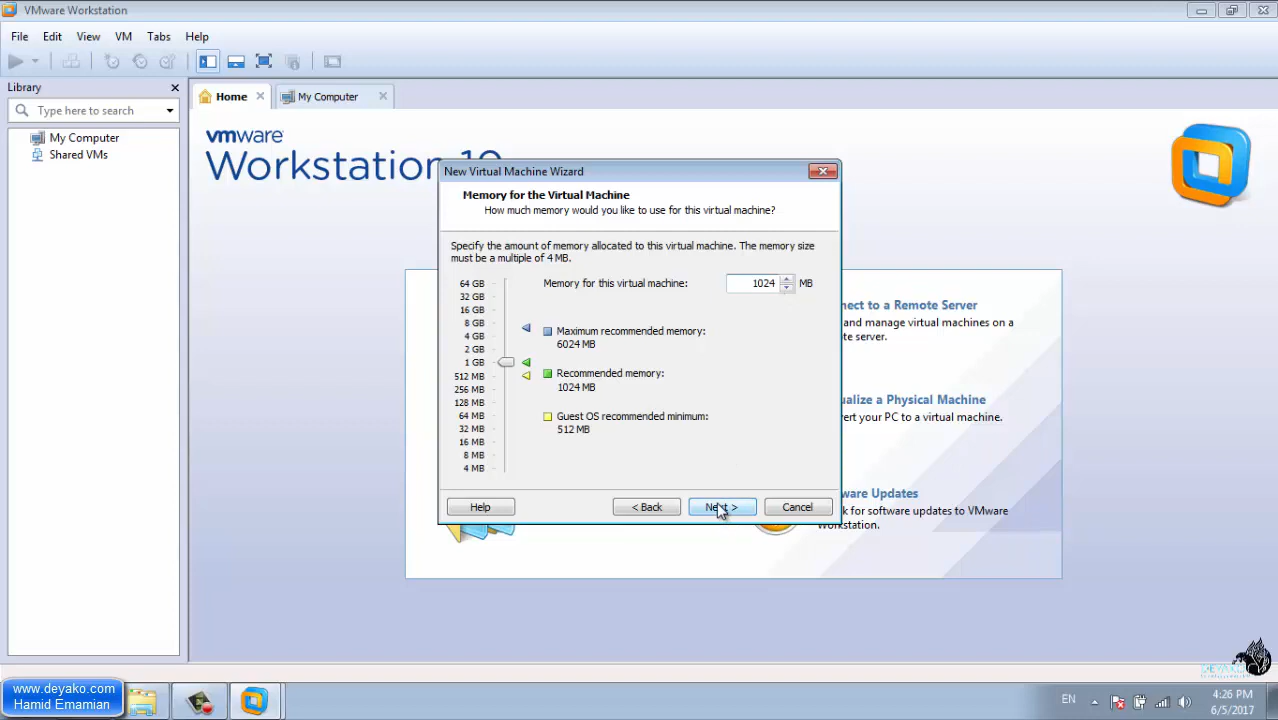 VMware Workstation
File Edit View VM Tabs Help
Library
Type here to search
My Computer
Shared VMs
Home
My Computer
vmware
Workstation 10
New Virtual Machine Wizard
Memory for the Virtual Machine
How much memory would you like to use for this virtual machine?
Specify the amount of memory allocated to this virtual machine. The memory size
must be a multiple of 4 MB.
Memory for this virtual machine: 1024 MB
64 GB
32 GB
16 GB
8 GB
4 GB
2 GB
1 GB
512 MB
256 MB
128 MB
64 MB
32 MB
16 MB
8 MB
4 MB
Maximum recommended memory:
6024 MB
Recommended memory:
1024 MB
Guest OS recommended minimum:
512 MB
Help
< Back
Next >
Cancel
nect to a Remote Server
and manage virtual machines on a
ote server.
ualize a Physical Machine
vert your PC to a virtual machine.
ware Updates
k for software updates to VMware
Workstation.
www.deyako.com
Hamid Emamian
EN
4:26 PM
6/5/2017